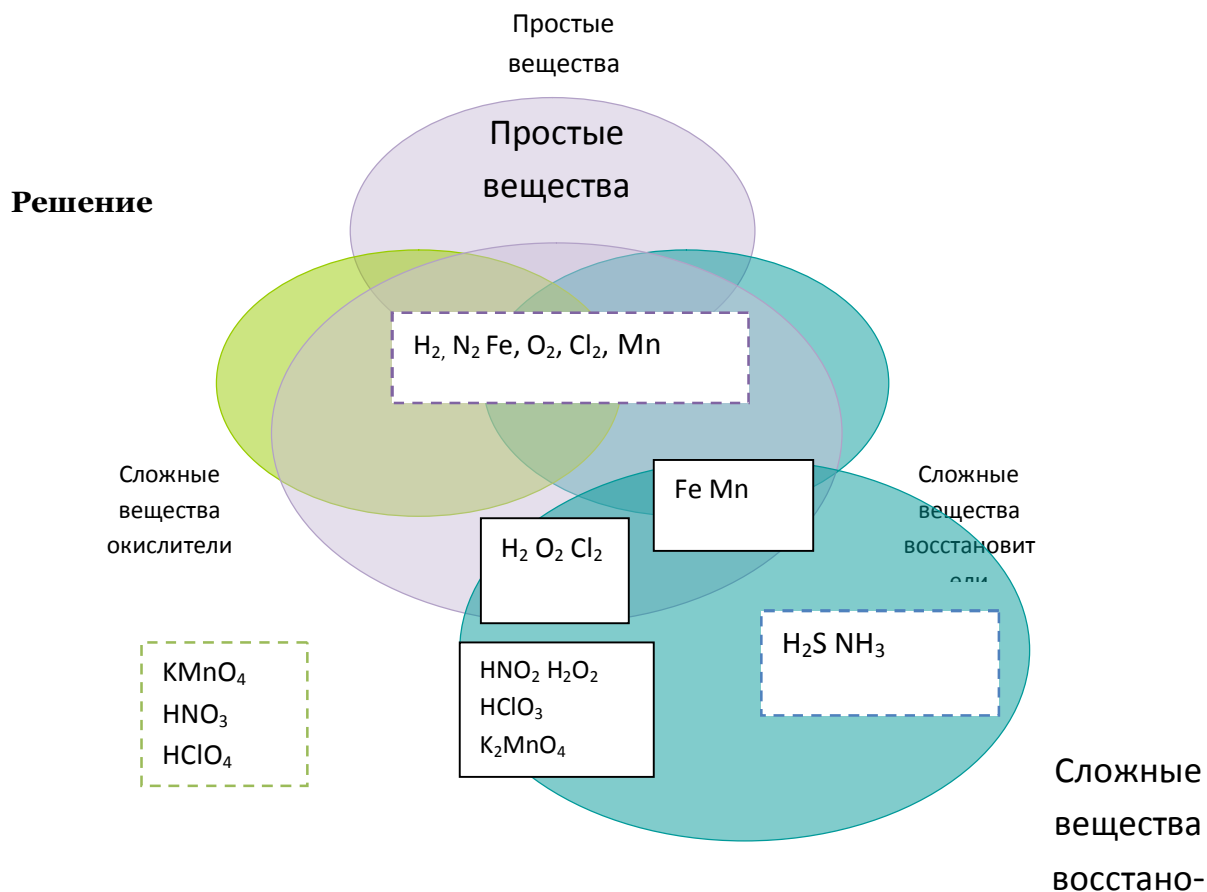 Простые
вещества
Простые
вещества
Решение
H₂, N₂ Fe, O₂, Cl₂, Mn
Сложные
вещества
окислители
Fe Mn
Сложные
вещества
восстановит
H₂ O₂ Cl₂
H₂S NH₃
KMnO₄
HNO₃
HClO₄
HNO₂ H₂O₂
HClO₃
K₂MnO₄
Сложные
вещества
восстано-